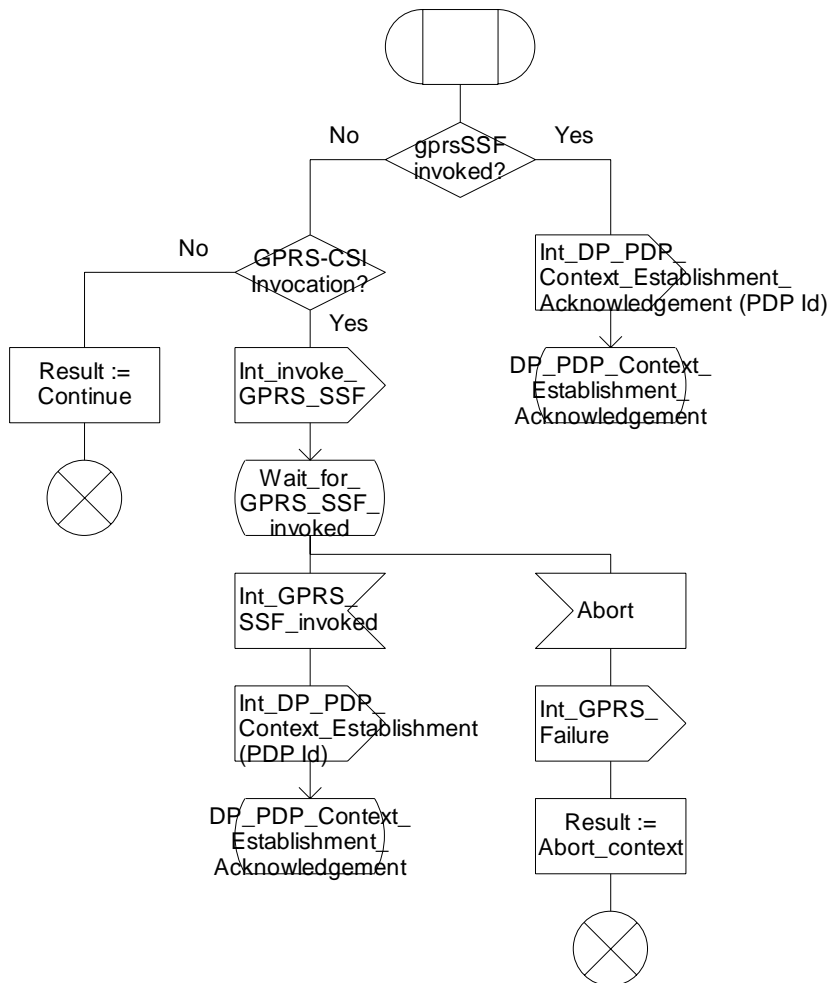 No
gprsSSF
invoked?
Yes
No
GPRS-CSI
Invocation?
Yes
Int_DP_PDP_
Context_Establishment_
Acknowledgement (PDP Id)
Result :=
Continue
Int_invoke_
GPRS_SSF
DP_PDP_Context_
Establishment_
Acknowledgement
Wait_for_
GPRS_SSF_
invoked
Int_GPRS_
SSF_invoked
Abort
Int_DP_PDP_
Context_Establishment
(PDP Id)
Int_GPRS_
Failure
DP_PDP_Context_
Establishment_
Acknowledgement
Result :=
Abort_context